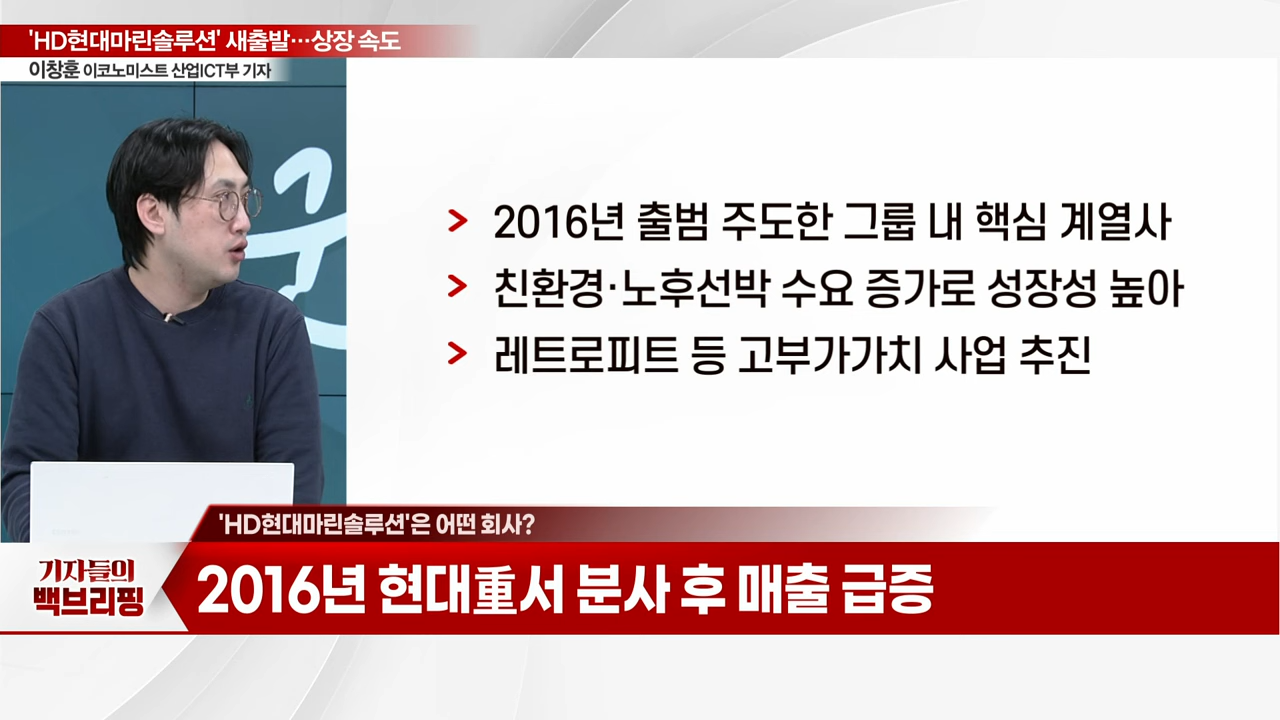 'HD현대마린솔루션' 새출발…상장 속도
이창훈 이코노미스트 산업ICT부 기자
> 2016년 출범 주도한 그룹 내 핵심 계열사
> 친환경·노후선박 수요 증가로 성장성 높아
> 레트로피트 등 고부가가치 사업 추진
'HD현대마린솔루션'은 어떤 회사?
기자들의
백브리핑
2016년 현대重서 분사 후 매출 급증